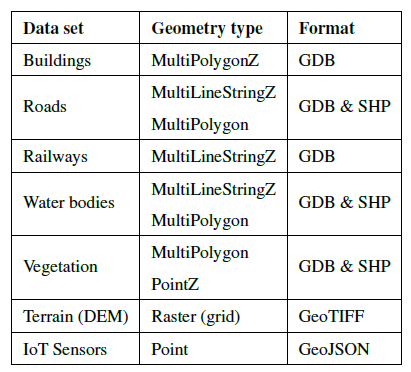 Data set Geometry type Format
Buildings MultiPolygonZ GDB
Roads MultiLineStringZ GDB & SHP
MultiPolygon
Railways MultiLineStringZ GDB
Water bodies MultiLineStringZ GDB & SHP
MultiPolygon
Vegetation MultiPolygon GDB & SHP
PointZ
Terrain (DEM) Raster (grid) GeoTIFF
IoT Sensors Point GeoJSON